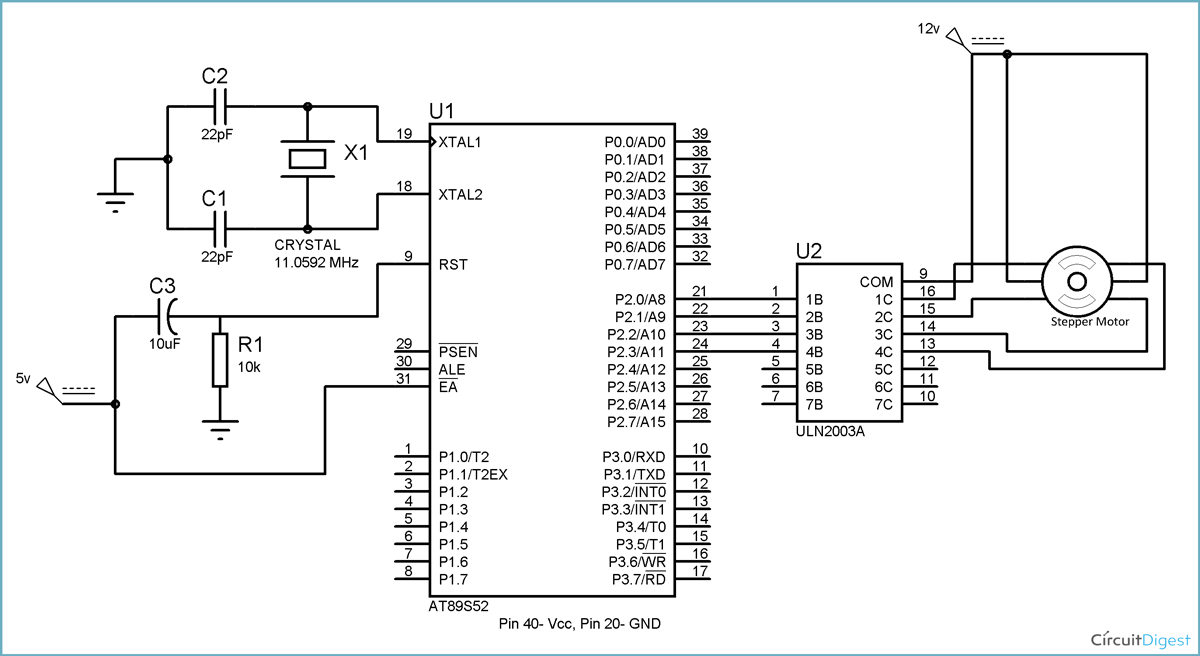 12v
C2
22pF
X1
C1
22pF
CRYSTAL
11.0592 MHz
C3
10uF
R1
10k
5v
U1
19 XTAL1
18 XTAL2
9 RST
29 PSEN
30 ALE
31 EA
1 P1.0/T2
2 P1.1/T2EX
3 P1.2
4 P1.3
5 P1.4
6 P1.5
7 P1.6
8 P1.7
P0.0/AD0 39
P0.1/AD1 38
P0.2/AD2 37
P0.3/AD3 36
P0.4/AD4 35
P0.5/AD5 34
P0.6/AD6 33
P0.7/AD7 32
P2.0/A8 21
P2.1/A9 22
P2.2/A10 23
P2.3/A11 24
P2.4/A12 25
P2.5/A13 26
P2.6/A14 27
P2.7/A15 28
P3.0/RXD 10
P3.1/TXD 11
P3.2/INT0 12
P3.3/INT1 13
P3.4/T0 14
P3.5/T1 15
P3.6/WR 16
P3.7/RD 17
AT89S52
Pin 40- Vcc, Pin 20- GND
U2
COM 9
1 1B 1C 16
2 2B 2C 15
3 3B 3C 14
4 4B 4C 13
5 5B 5C 12
6 6B 6C 11
7 7B 7C 10
ULN2003A
Stepper Motor
CircuitDigest